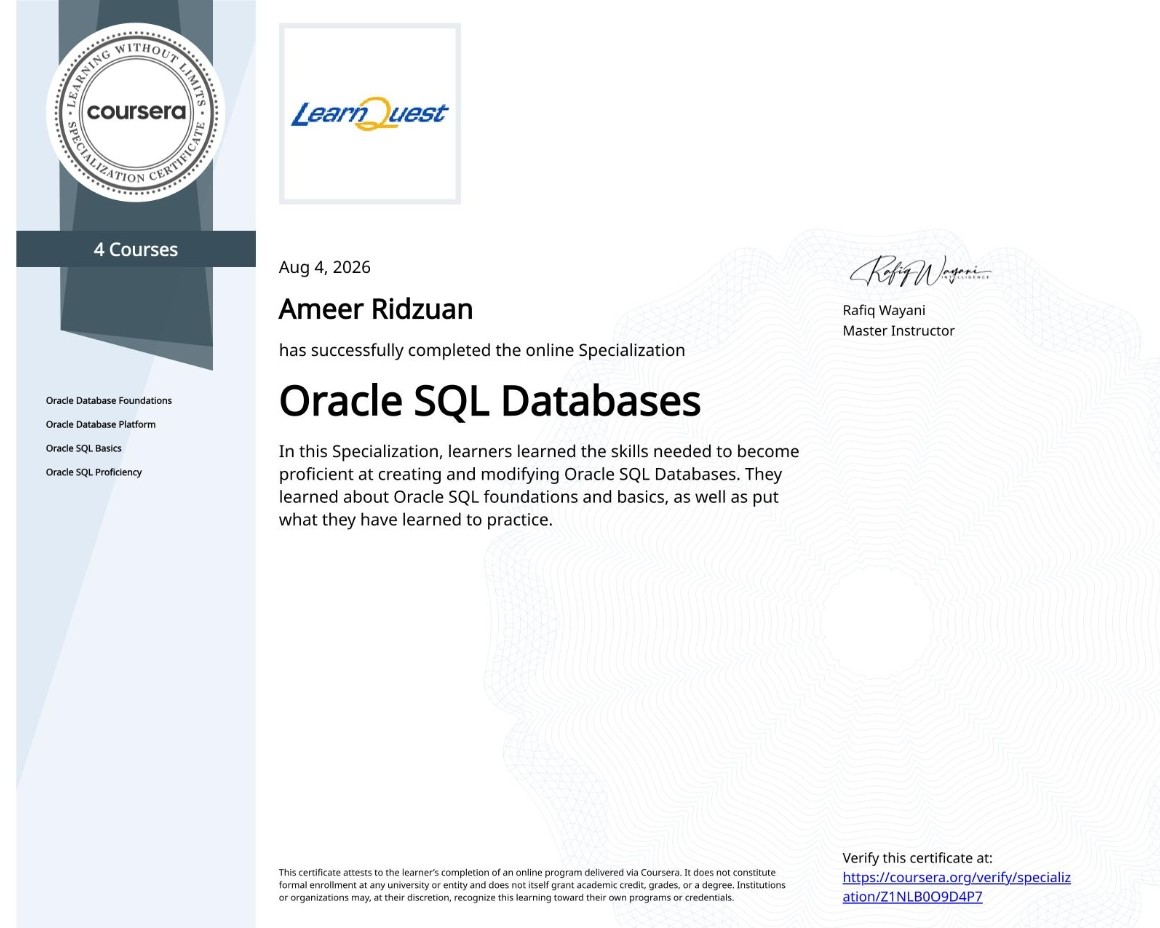 LEARNING WITHOUT LIMITS
coursera
SPECIALIZATION CERTIFICATE
4 Courses
Oracle Database Foundations
Oracle Database Platform
Oracle SQL Basics
Oracle SQL Proficiency
LearnQuest
Aug 4, 2026
Ameer Ridzuan
has successfully completed the online Specialization
Oracle SQL Databases
In this Specialization, learners learned the skills needed to become
proficient at creating and modifying Oracle SQL Databases. They
learned about Oracle SQL foundations and basics, as well as put
what they have learned to practice.
Rafiq Wayani
INTELLIGENCE
Rafiq Wayani
Master Instructor
This certificate attests to the learner's completion of an online program delivered via Coursera. It does not constitute
formal enrollment at any university or entity and does not itself grant academic credit, grades, or a degree. Institutions
or organizations may, at their discretion, recognize this learning toward their own programs or credentials.
Verify this certificate at:
https://coursera.org/verify/specializ
ation/Z1NLB0O9D4P7